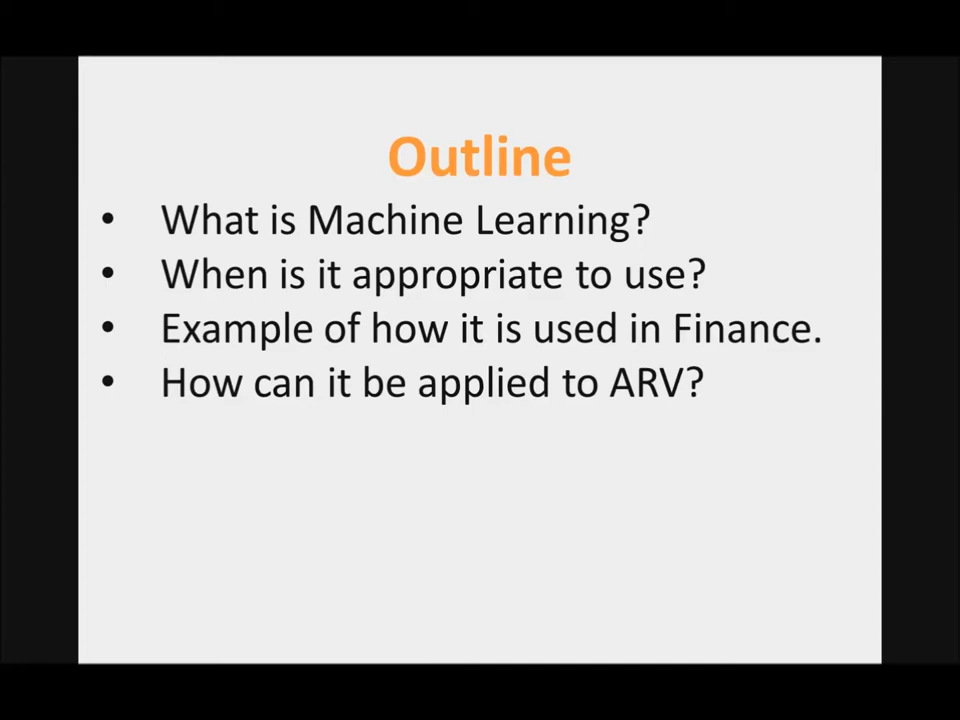 Outline
• What is Machine Learning?
• When is it appropriate to use?
• Example of how it is used in Finance.
• How can it be applied to ARV?